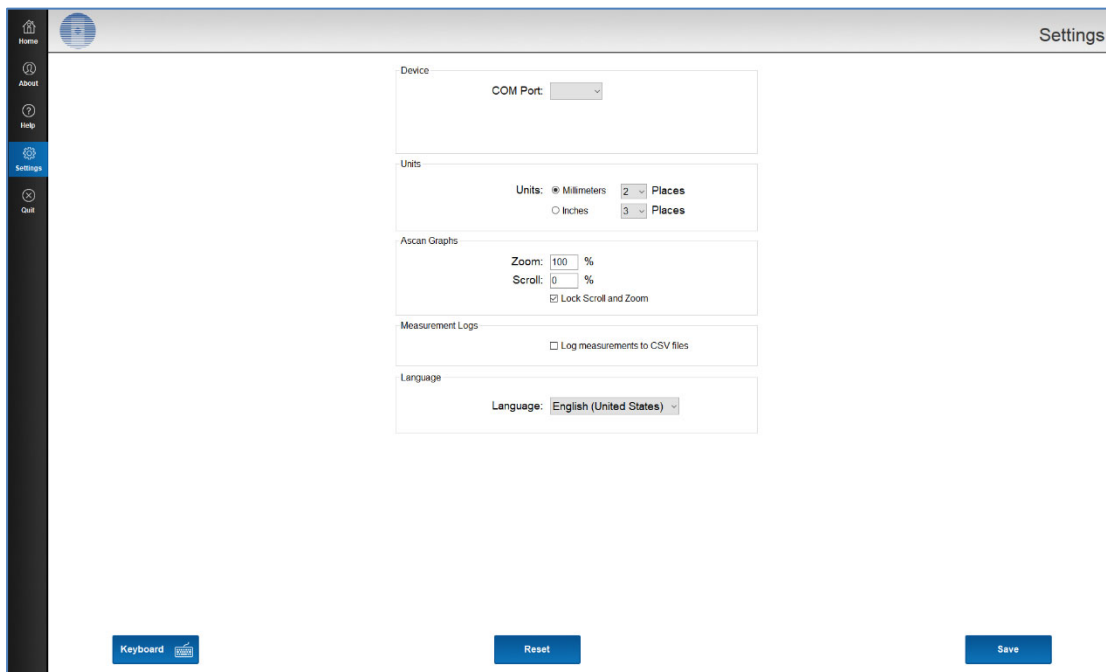 Home
About
Help
Settings
Quit
Settings
Device
COM Port:
Units
Units: Millimeters 2 Places
Inches 3 Places
Ascan Graphs
Zoom: 100 %
Scroll: 0 %
Lock Scroll and Zoom
Measurement Logs
Log measurements to CSV files
Language
Language: English (United States)
Keyboard
Reset
Save